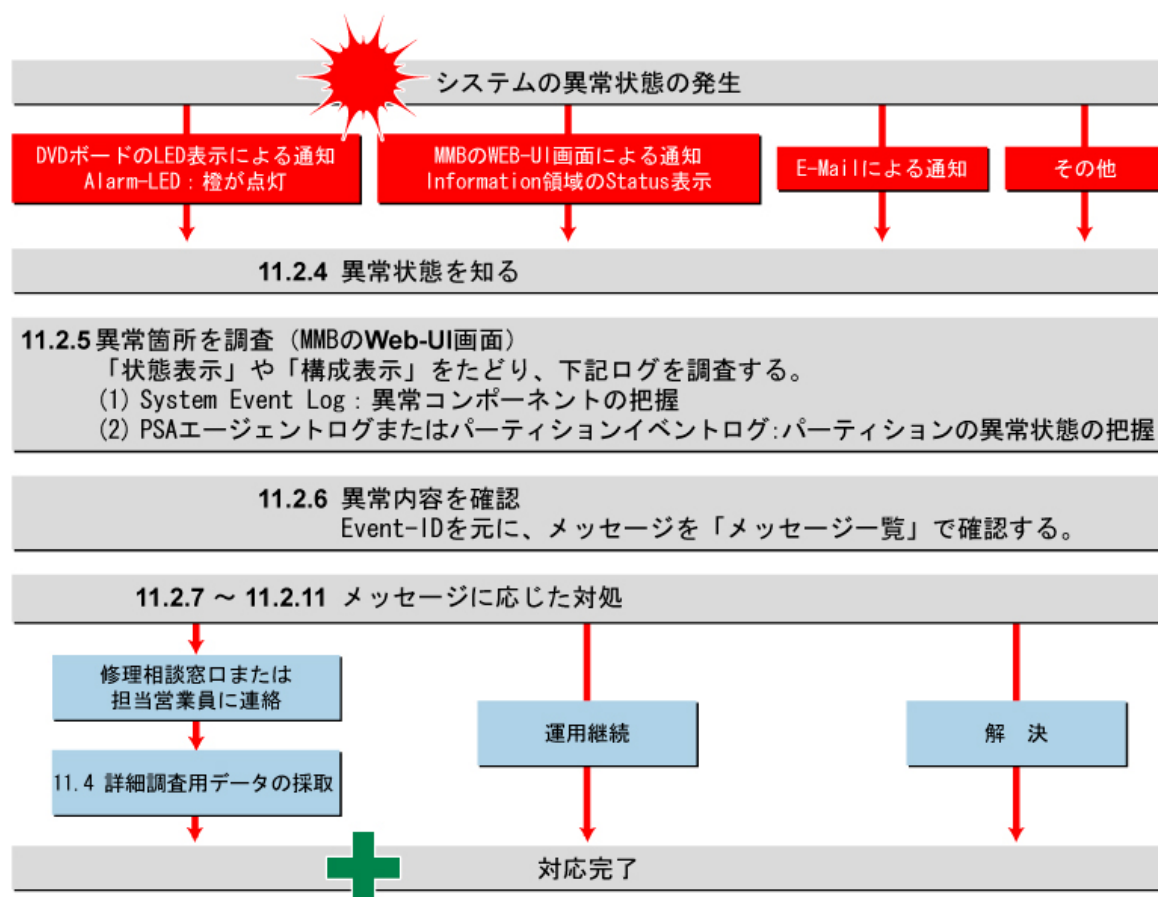 システムの異常状態の発生
DVDボードのLED表示による通知
Alarm-LED：橙が点灯
MMBのWEB-UI画面による通知
Information領域のStatus表示
E-Mailによる通知
その他
11.2.4 異常状態を知る
11.2.5 異常箇所を調査（MMBのWeb-UI画面）
「状態表示」や「構成表示」をたどり、下記ログを調査する。
(1) System Event Log：異常コンポーネントの把握
(2) PSAエージェントログまたはパーティションイベントログ:パーティションの異常状態の把握
11.2.6 異常内容を確認
Event-IDを元に、メッセージを「メッセージ一覧」で確認する。
11.2.7 ～ 11.2.11 メッセージに応じた対処
修理相談窓口または
担当営業員に連絡
11.4 詳細調査用データの採取
運用継続
解 決
対応完了